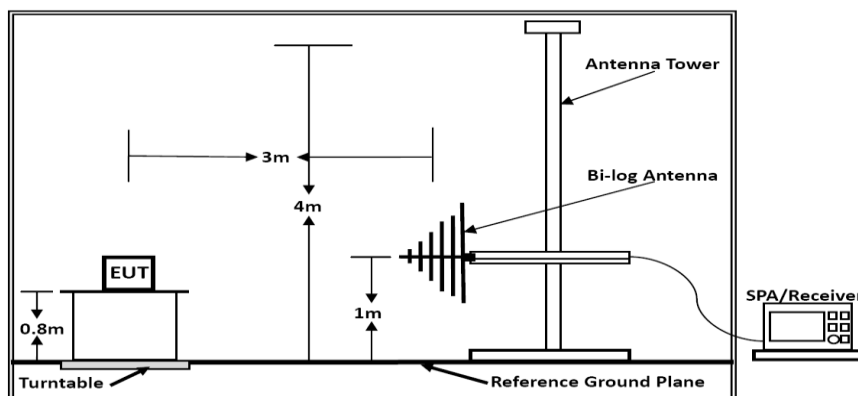 Antenna Tower
3m
Bi-log Antenna
4m
EUT
SPA/Receiver
0.8m
1m
Turntable
Reference Ground Plane